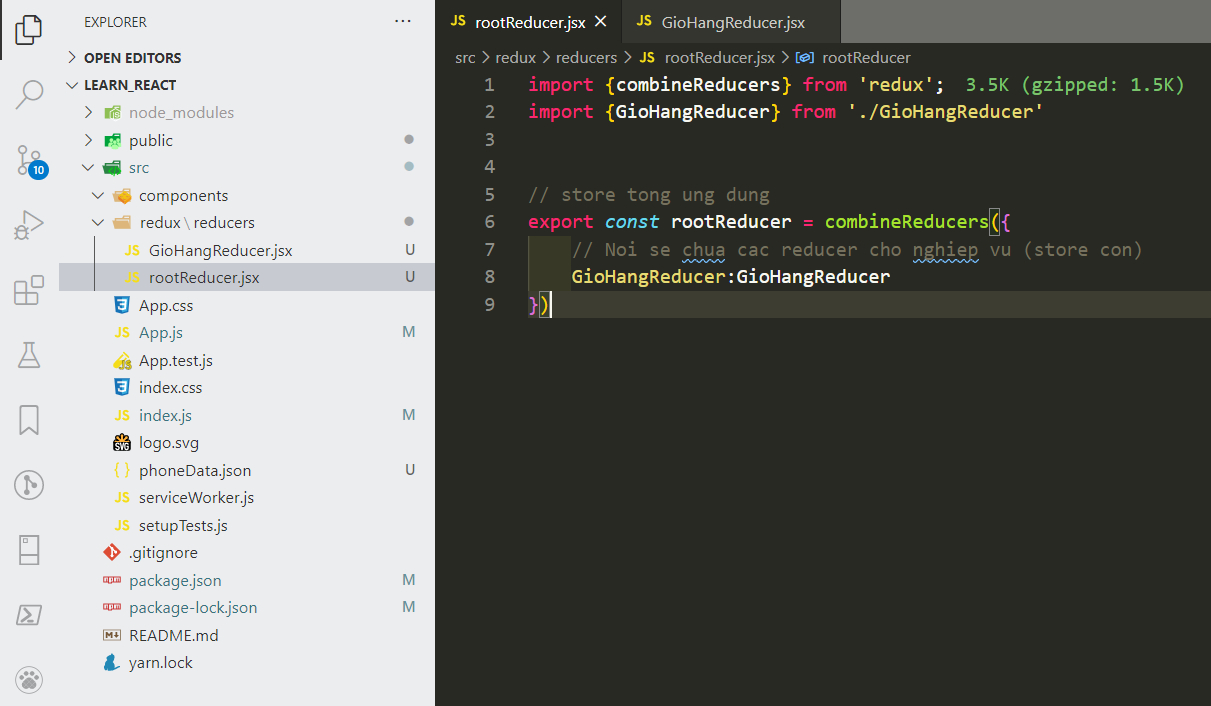 EXPLORER
...
OPEN EDITORS
LEARN_REACT
node_modules
public
src
components
redux \ reducers
JS GioHangReducer.jsx U
JS rootReducer.jsx U
App.css
JS App.js M
App.test.js
index.css
JS index.js M
SVG logo.svg
{ } phoneData.json U
JS serviceWorker.js
JS setupTests.js
.gitignore
npm package.json M
npm package-lock.json M
M README.md
yarn.lock
10
JS rootReducer.jsx ×
JS GioHangReducer.jsx
src > redux > reducers > JS rootReducer.jsx > rootReducer
1 import {combineReducers} from 'redux'; 3.5K (gzipped: 1.5K)
2 import {GioHangReducer} from './GioHangReducer'
3
4
5 // store tong ung dung
6 export const rootReducer = combineReducers({
7 // Noi se chua cac reducer cho nghiep vu (store con)
8 GioHangReducer:GioHangReducer
9 })